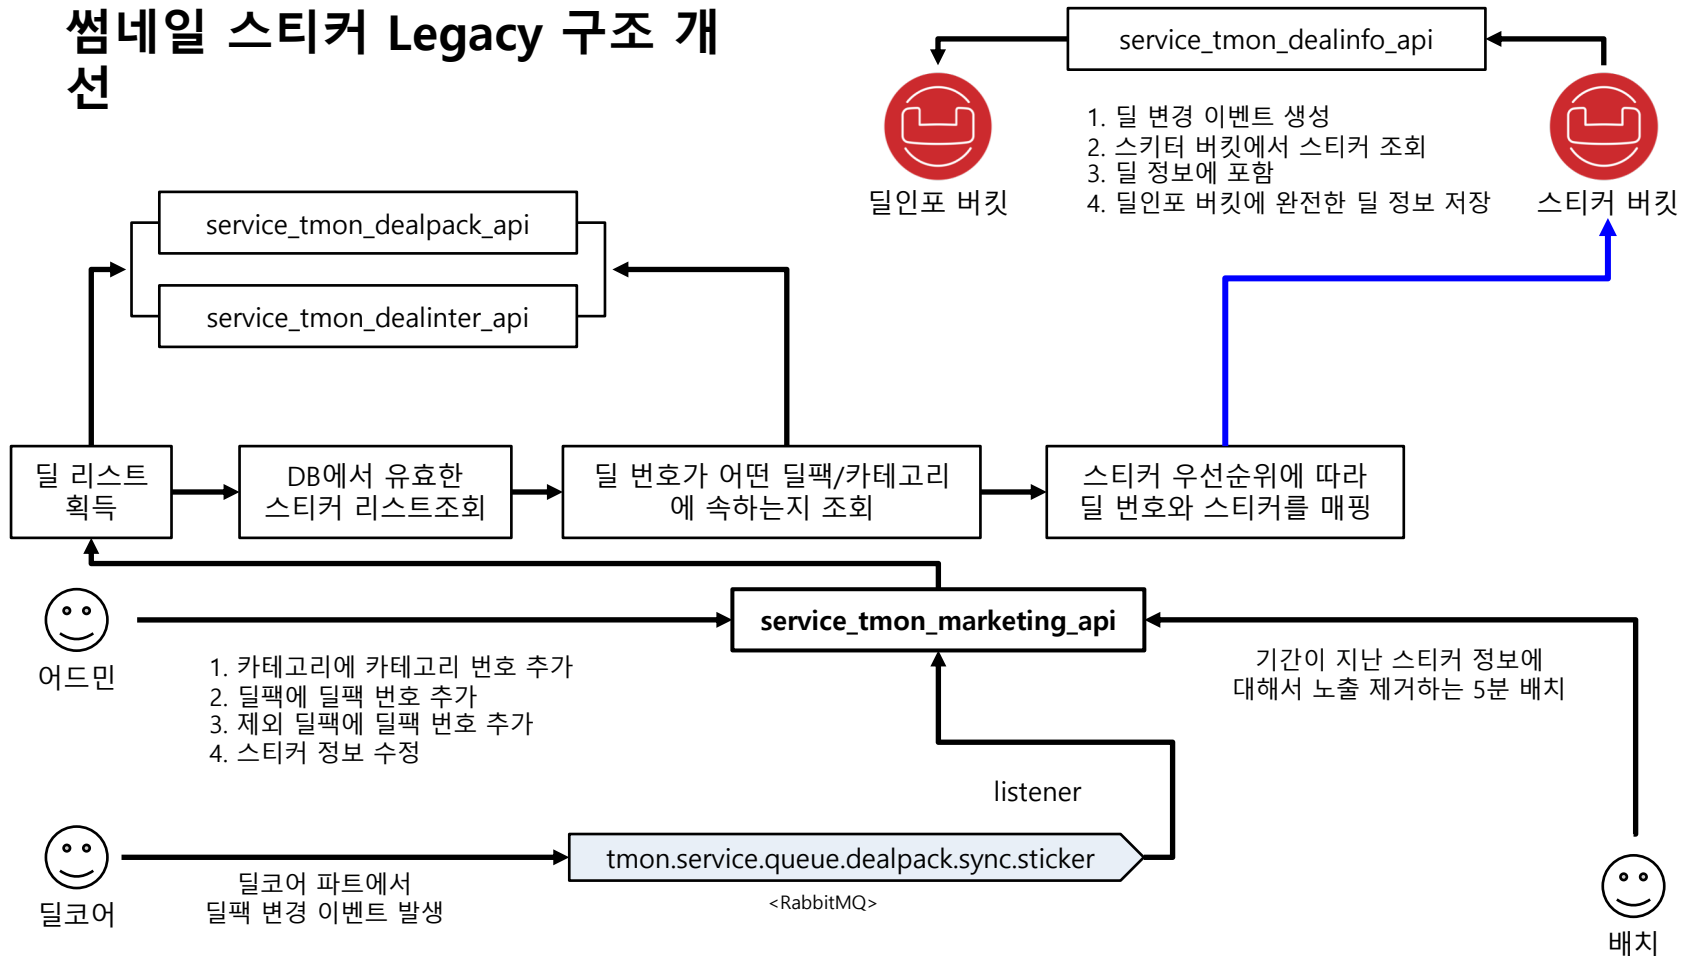 썸네일 스티커 Legacy 구조 개
선
service_tmon_dealinfo_api
1. 딜 변경 이벤트 생성
2. 스키터 버킷에서 스티커 조회
3. 딜 정보에 포함
4. 딜인포 버킷에 완전한 딜 정보 저장
딜인포 버킷
스티커 버킷
service_tmon_dealpack_api
service_tmon_dealinter_api
딜 리스트
획득
DB에서 유효한
스티커 리스트조회
딜 번호가 어떤 딜팩/카테고리
에 속하는지 조회
스티커 우선순위에 따라
딜 번호와 스티커를 매핑
service_tmon_marketing_api
어드민
1. 카테고리에 카테고리 번호 추가
2. 딜팩에 딜팩 번호 추가
3. 제외 딜팩에 딜팩 번호 추가
4. 스티커 정보 수정
기간이 지난 스티커 정보에
대해서 노출 제거하는 5분 배치
listener
tmon.service.queue.dealpack.sync.sticker
<RabbitMQ>
딜코어
딜코어 파트에서
딜팩 변경 이벤트 발생
배치